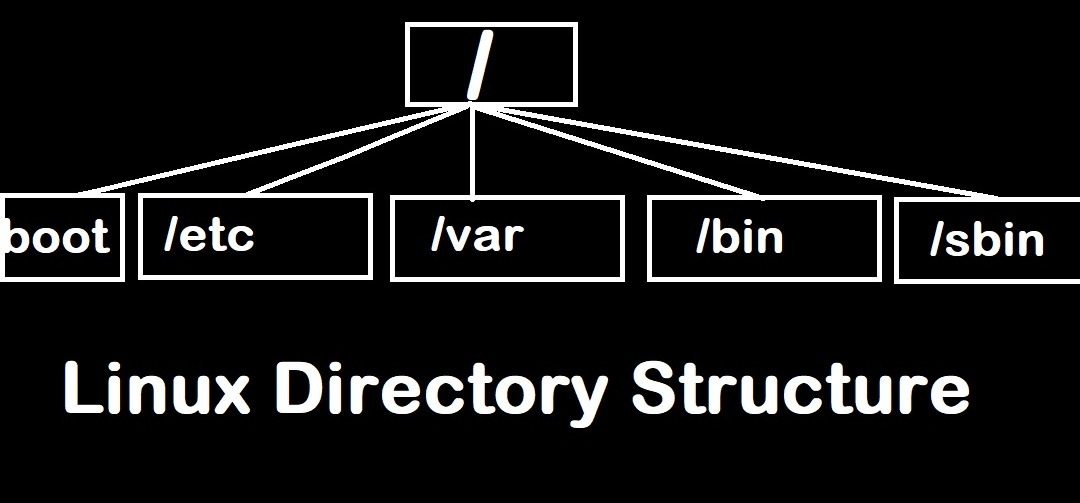 /
boot /etc /var /bin /sbin
Linux Directory Structure